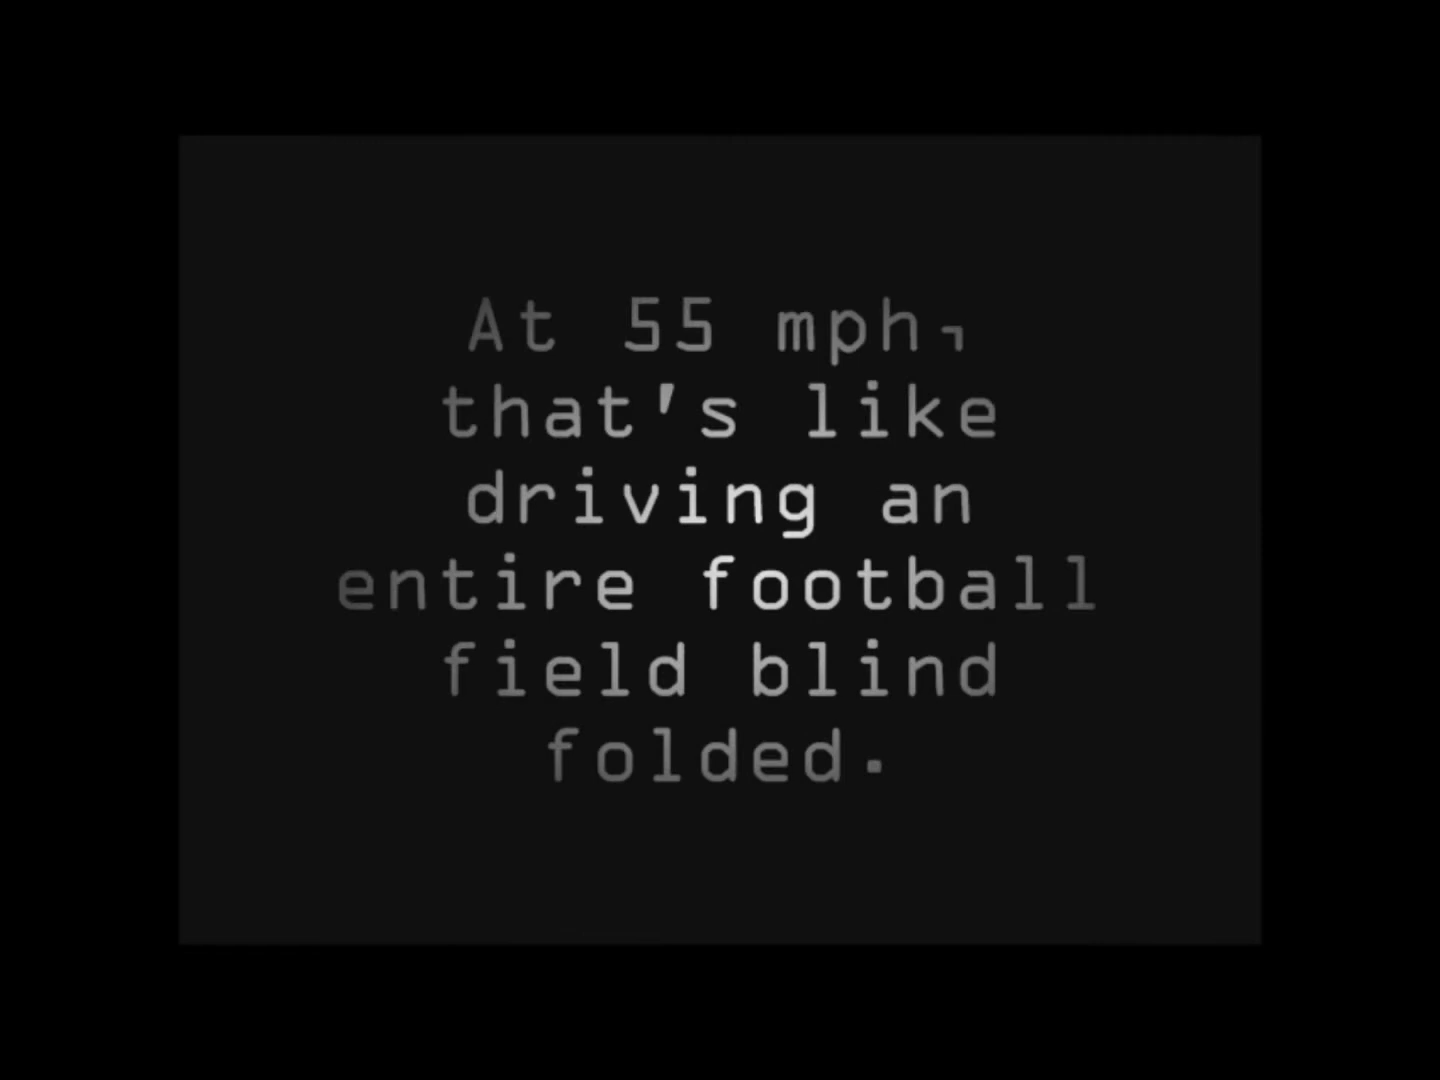 At 55 mph,
that's like
driving an
entire football
field blind
folded.